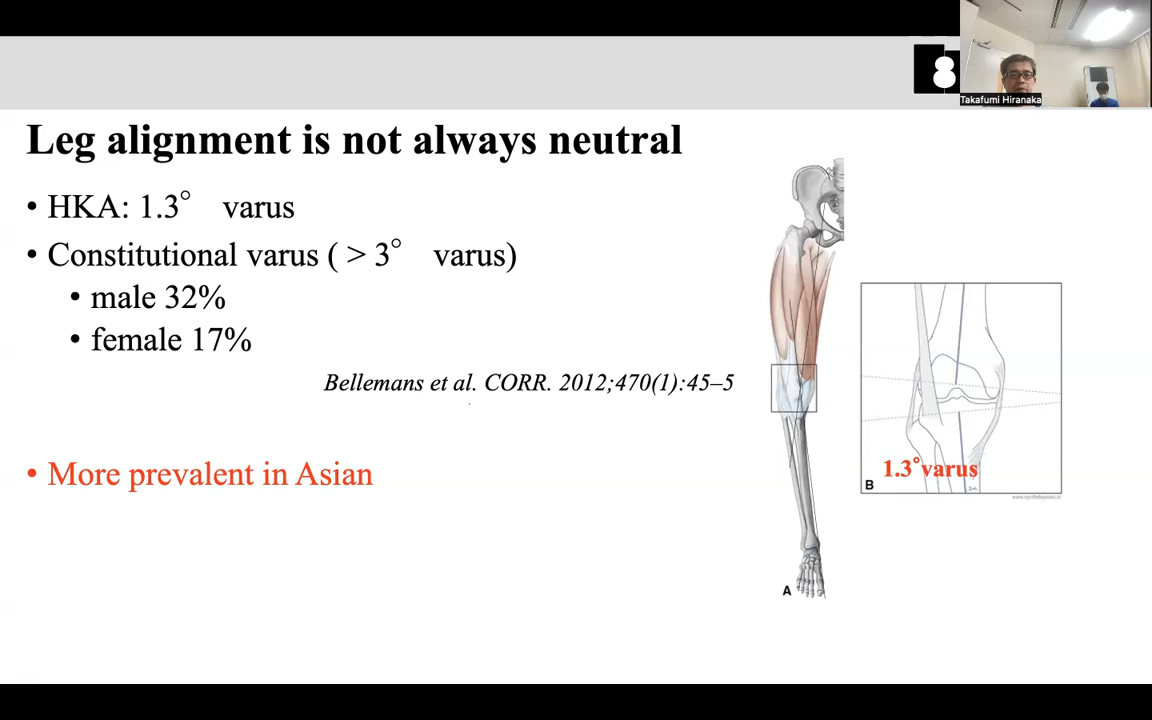 Takafumi Hiranaka
Leg alignment is not always neutral
• HKA: 1.3° varus
• Constitutional varus ( > 3° varus)
• male 32%
• female 17%
Bellemans et al. CORR. 2012;470(1):45–5
• More prevalent in Asian
1.3°varus
B
A